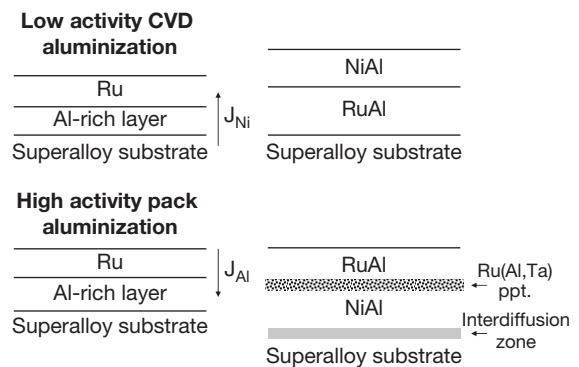 Low activity CVD
aluminization
Ru
Al-rich layer
Superalloy substrate
J_Ni
NiAl
RuAl
Superalloy substrate
High activity pack
aluminization
Ru
Al-rich layer
Superalloy substrate
J_Al
RuAl
NiAl
Superalloy substrate
Ru(Al,Ta)
ppt.
Interdiffusion
zone